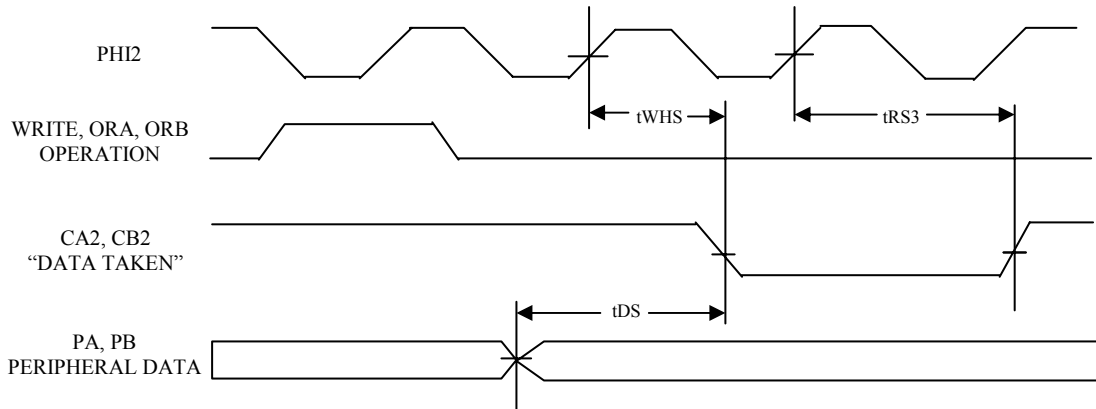 PHI2
tWHS
tRS3
WRITE, ORA, ORB
OPERATION
CA2, CB2
“DATA TAKEN”
tDS
PA, PB
PERIPHERAL DATA